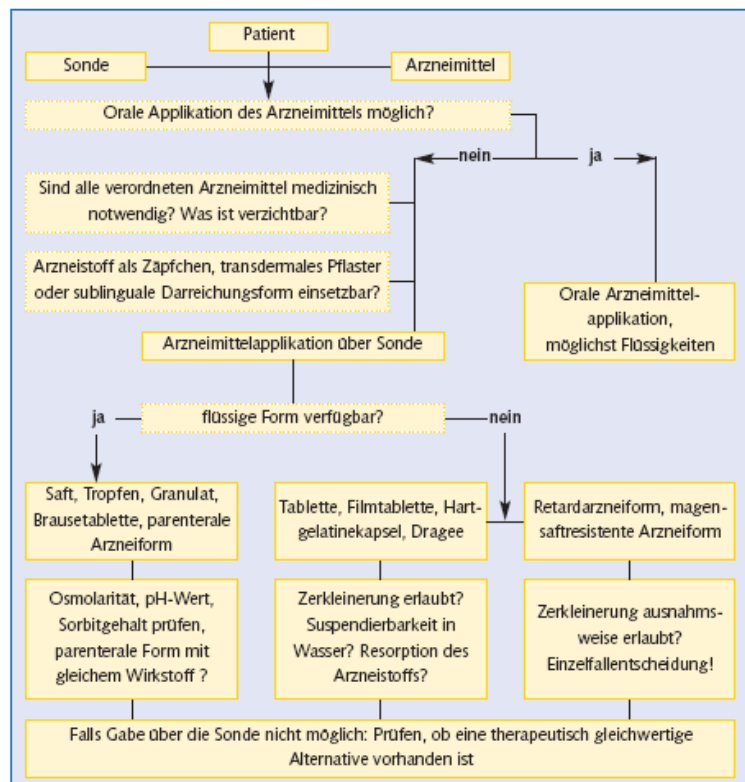 Patient
Sonde
Arzneimittel
Orale Applikation des Arzneimittels möglich?
nein
ja
Sind alle verordneten Arzneimittel medizinisch
notwendig? Was ist verzichtbar?
Arzneistoff als Zäpfchen, transdermales Pflaster
oder sublinguale Darreichungsform einsetzbar?
Orale Arzneimittel-
applikation,
möglichst Flüssigkeiten
Arzneimittelapplikation über Sonde
ja
flüssige Form verfügbar?
nein
Saft, Tropfen, Granulat,
Brausetablette, parenterale
Arzneiform
Tablette, Filmtablette, Hart-
gelatinekapsel, Dragee
Retardarzneiform, magen-
saftresistente Arzneiform
Osmolarität, pH-Wert,
Sorbitgehalt prüfen,
parenterale Form mit
gleichem Wirkstoff ?
Zerkleinerung erlaubt?
Suspendierbarkeit in
Wasser? Resorption des
Arzneistoffs?
Zerkleinerung ausnahms-
weise erlaubt?
Einzelfallentscheidung!
Falls Gabe über die Sonde nicht möglich: Prüfen, ob eine therapeutisch gleichwertige
Alternative vorhanden ist